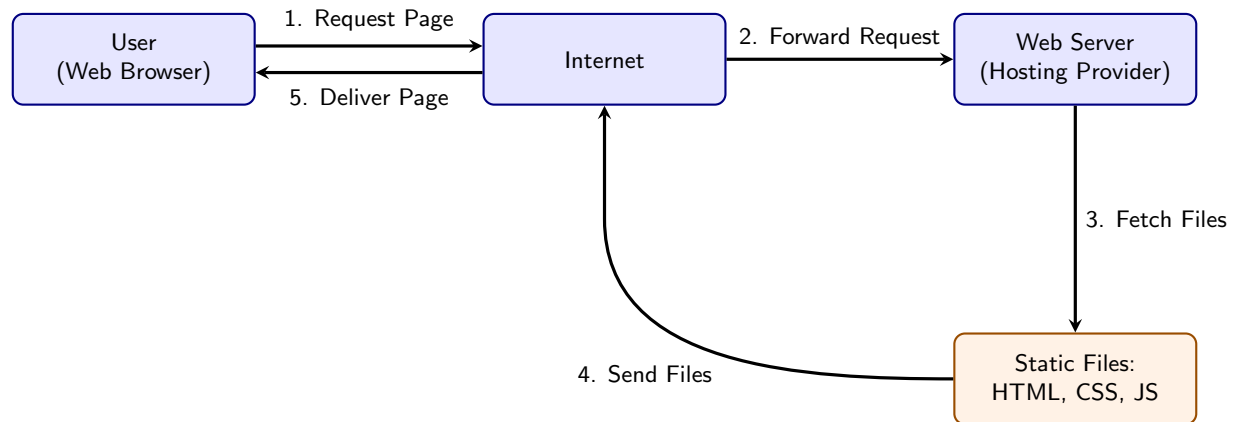 1. Request Page
User
(Web Browser)
Internet
2. Forward Request
Web Server
(Hosting Provider)
5. Deliver Page
3. Fetch Files
4. Send Files
Static Files:
HTML, CSS, JS